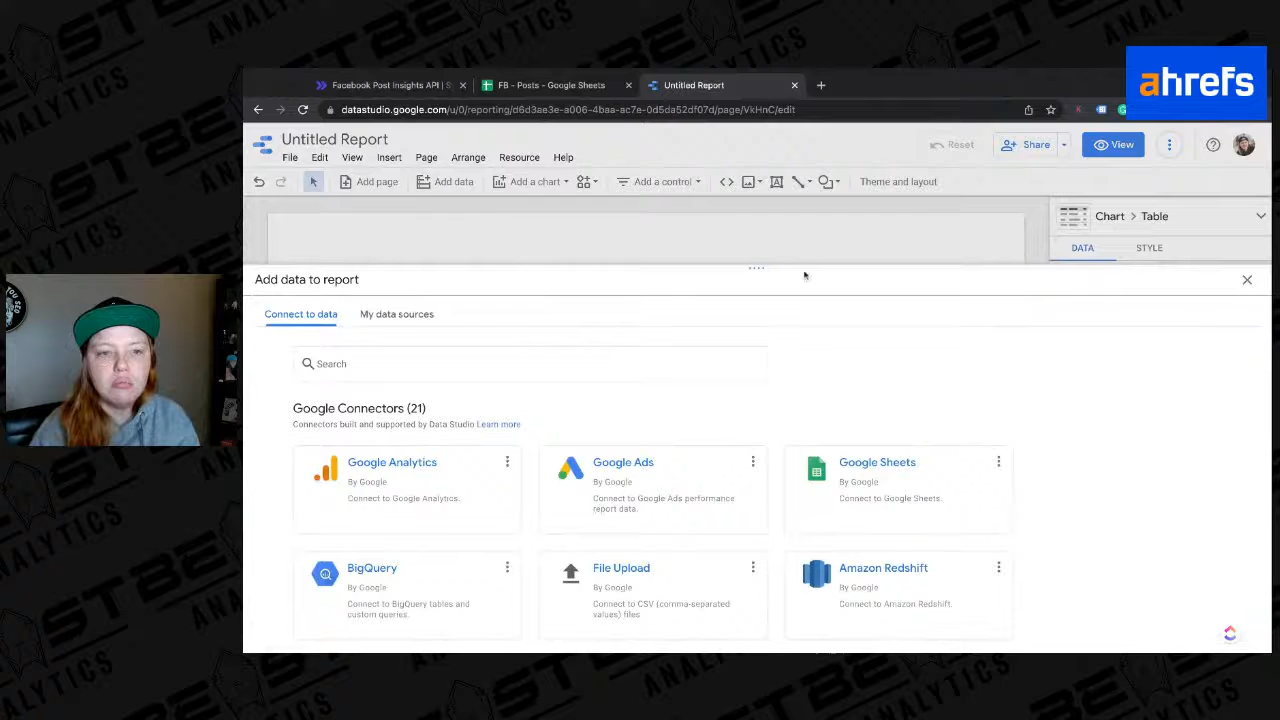 ST8BE
ANALYTICS
ahrefs
Facebook Post Insights API | S
FB - Posts - Google Sheets
Untitled Report
datastudio.google.com/u/0/reporting/d6d3ae3e-a006-4baa-ac7e-0d5da52df07d/page/VkHnC/edit
Untitled Report
File Edit View Insert Page Arrange Resource Help
Reset Share View
Add page Add data Add a chart Add a control Theme and layout
Chart > Table
DATA STYLE
Add data to report
Connect to data My data sources
Search
Google Connectors (21)
Connectors built and supported by Data Studio Learn more
Google Analytics
By Google
Connect to Google Analytics.
Google Ads
By Google
Connect to Google Ads performance
report data.
Google Sheets
By Google
Connect to Google Sheets.
BigQuery
By Google
Connect to BigQuery tables and
custom queries.
File Upload
By Google
Connect to CSV (comma-separated
values) files
Amazon Redshift
By Google
Connect to Amazon Redshift.
YOU SEO